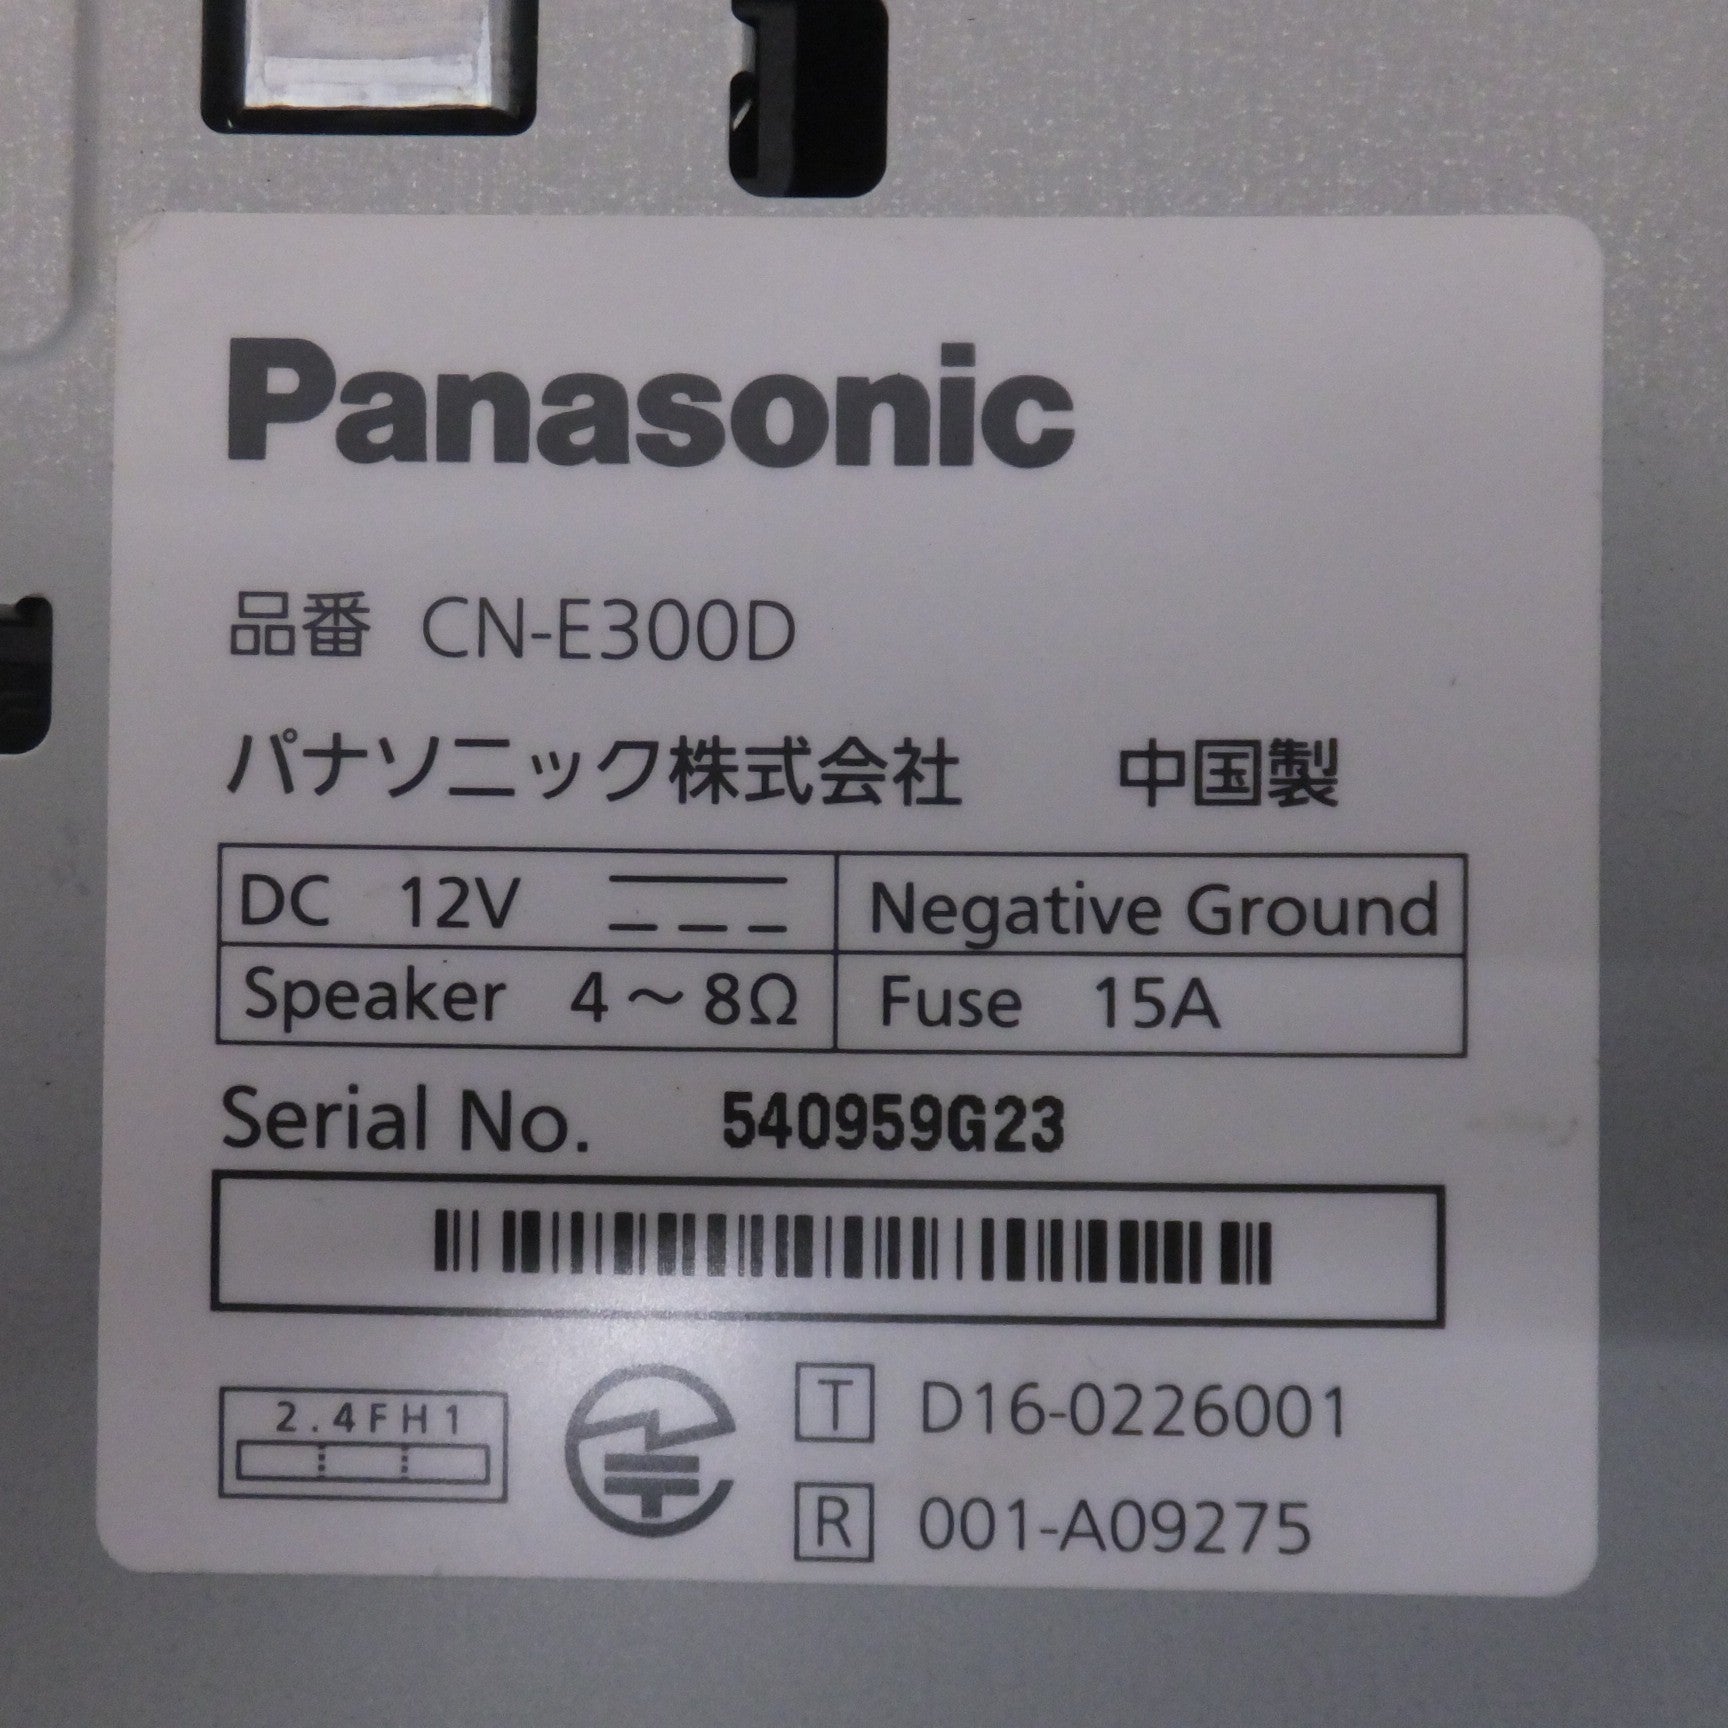 Panasonic
品番 CN-E300D
パナソニック株式会社 中国製
DC 12V Negative Ground
Speaker 4～8Ω Fuse 15A
Serial No. 540959G23
2.4FH1
T D16-0226001
R 001-A09275